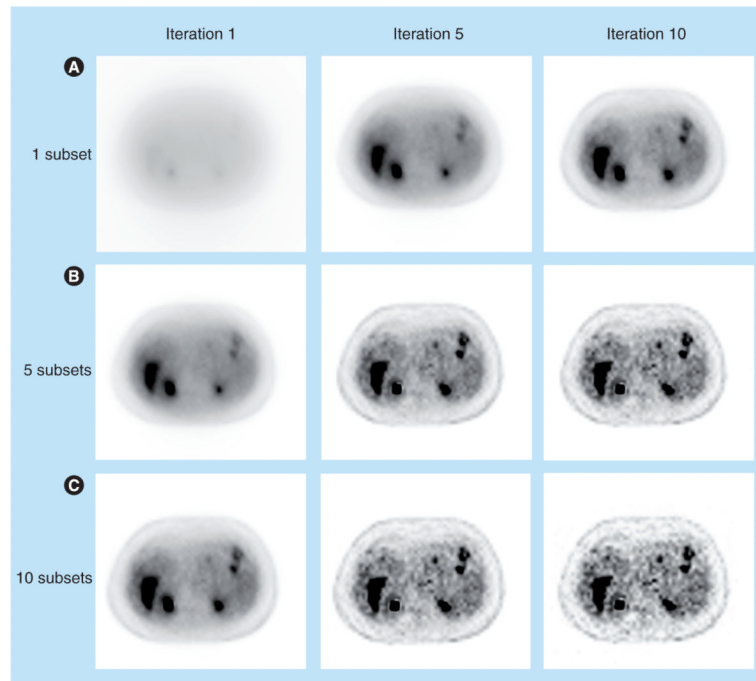 Iteration 1
Iteration 5
Iteration 10
A
1 subset
B
5 subsets
C
10 subsets